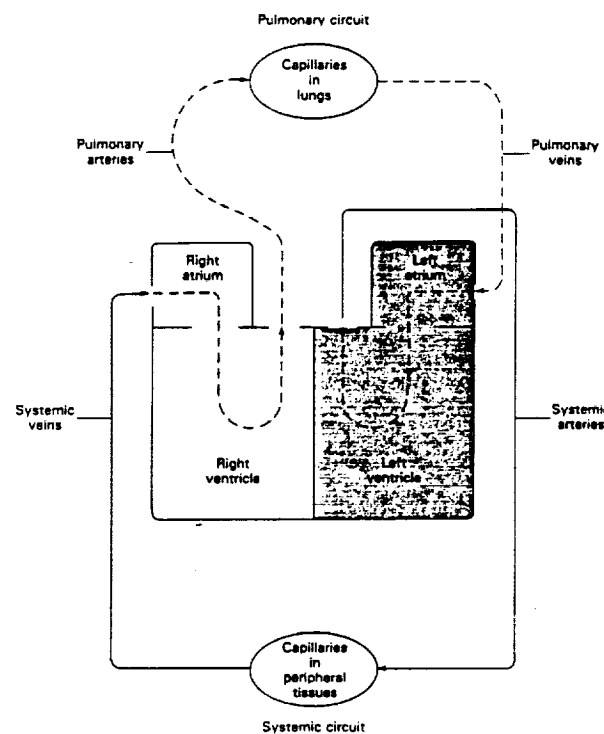 Pulmonary circuit
Capillaries
in
lungs
Pulmonary
arteries
Pulmonary
veins
Right
atrium
Left
atrium
Systemic
veins
Systemic
arteries
Right
ventricle
Left
ventricle
Capillaries
in
peripheral
tissues
Systemic circuit